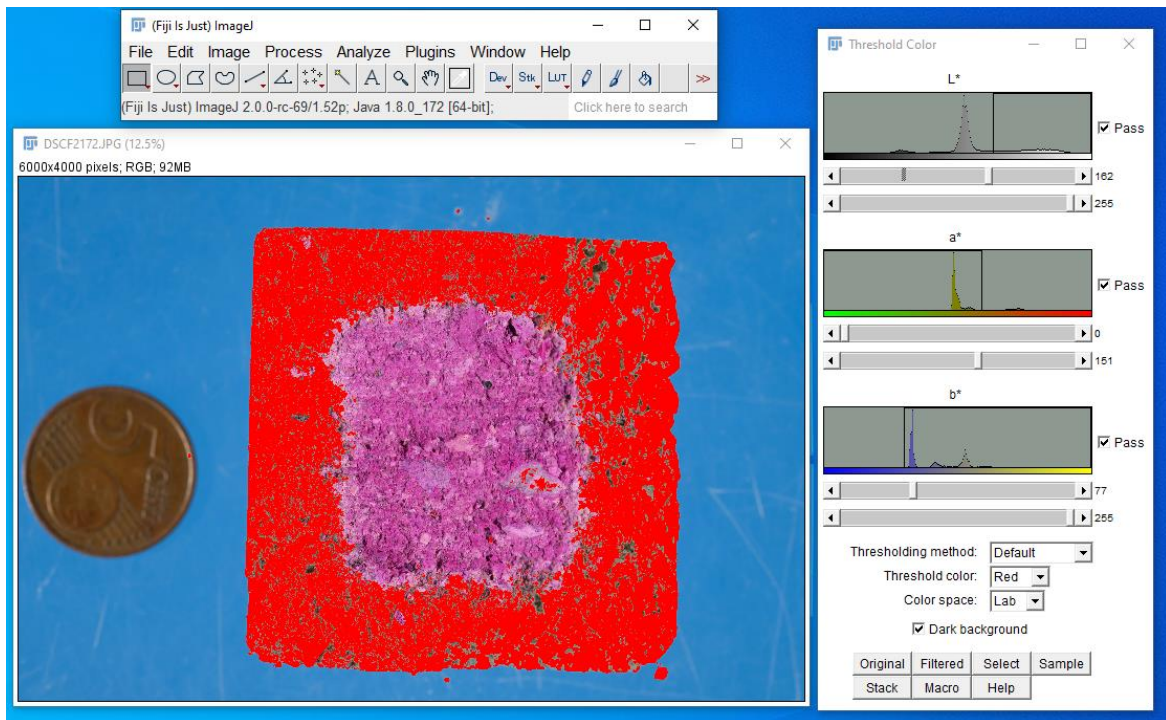 (Fiji Is Just) ImageJ
File Edit Image Process Analyze Plugins Window Help
A Dev Stk LUT >>
(Fiji Is Just) ImageJ 2.0.0-rc-69/1.52p; Java 1.8.0_172 [64-bit]; Click here to search
DSCF2172.JPG (12.5%)
6000x4000 pixels; RGB; 92MB
Threshold Color
L*
Pass
162
255
a*
Pass
0
151
b*
Pass
77
255
Thresholding method: Default
Threshold color: Red
Color space: Lab
Dark background
Original Filtered Select Sample
Stack Macro Help